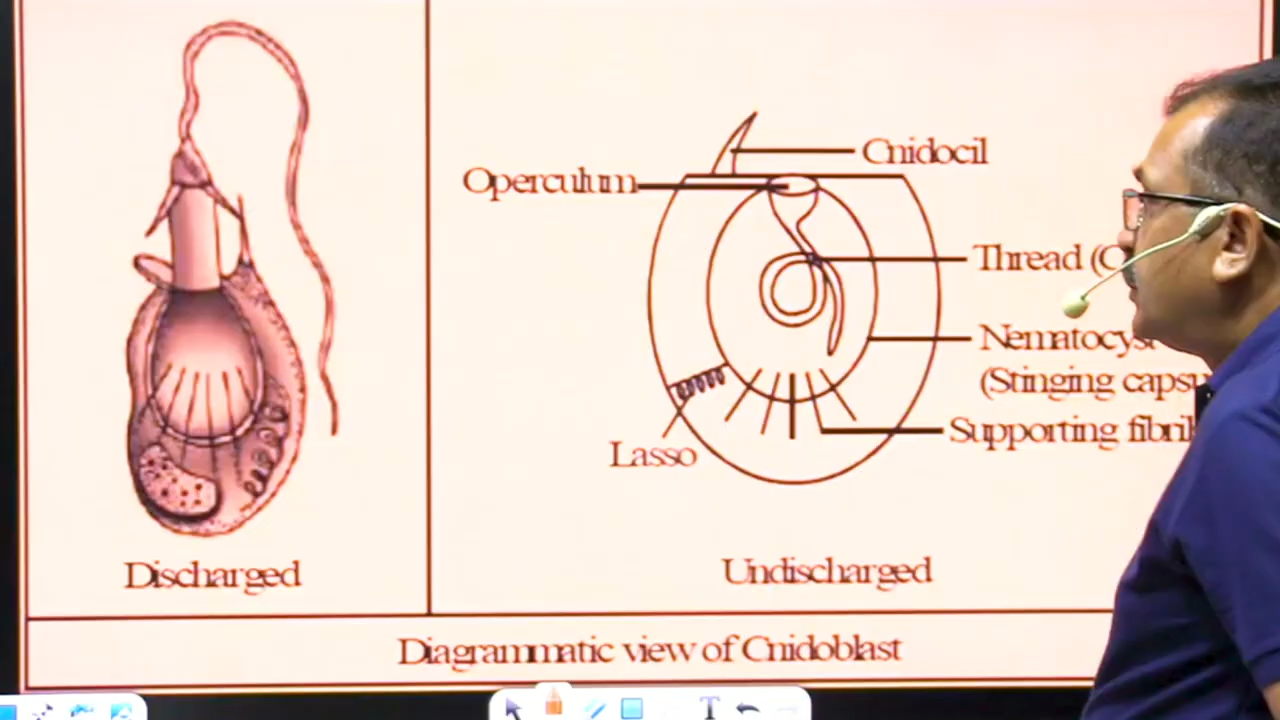 Cnidocil
Operculum
Thread
Nematocyst
(Stinging
Supporting
Lasso
Discharged
Undischarged
Diagrammatic view of Cnidoblast
T